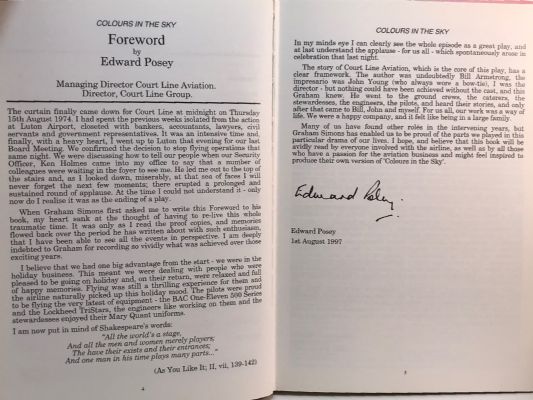 COLOURS IN THE SKY
Foreword
by
Edward Posey
Managing Director Court Line Aviation.
Director, Court Line Group.
The curtain finally came down for Court Line at midnight on Thursday
15th August 1974. I had spent the previous weeks isolated from the action
at Luton Airport, closeted with bankers, accountants, lawyers, civil
servants and government representatives. It was an intensive time and,
finally, with a heavy heart, I went up to Luton that evening for our last
Board Meeting. We confirmed the decision to stop flying operations that
same night. We were discussing how to tell our people when our Security
Officer, Ken Holmes came into my office to say that a number of
colleagues were waiting in the foyer to see me. He led me out to the top of
the stairs and, as I looked down, miserably, at that sea of faces I will
never forget the next few moments; there erupted a prolonged and
sustained round of applause. At the time I could not understand it - only
now do I realise it was as the ending of a play.
When Graham Simons first asked me to write this Foreword to his
book, my heart sank at the thought of having to re-live this whole
traumatic time. It was only as I read the proof copies, and memories
flowed back over the period he has written about with such enthusiasm,
that I have been able to see all the events in perspective. I am deeply
indebted to Graham for recording so vividly what was achieved over those
exciting years.
I believe that we had one big advantage from the start - we were in the
holiday business. This meant we were dealing with people who were
pleased to be going on holiday and, on their return, were relaxed and full
of happy memories. Flying was still a thrilling experience for them and
the airline naturally picked up this holiday mood. The pilots were proud
to be flying the very latest of equipment - the BAC One-Eleven 500 Series
and the Lockheed TriStars, the engineers like working on them and the
stewardesses enjoyed their Mary Quant uniforms.
I am now put in mind of Shakespeare's words:
"All the world's a stage,
And all the men and women merely players;
The have their exists and their entrances;
And one man in his time plays many parts..."
(As You Like It; II, vii, 139-142)
4
COLOURS IN THE SKY
In my minds eye I can clearly see the whole episode as a great play, and
at last understand the applause - for us all - which spontaneously arose in
celebration that last night.
The story of Court Line Aviation, which is the core of this play, has a
clear framework. The author was undoubtedly Bill Armstrong, the
impresario was John Young (who always wore a bow-tie), I was the
director - but nothing could have been achieved without the cast, and this
Graham knew. He went to the ground crews, the caterers, the
stewardesses, the engineers, the pilots, and heard their stories, and only
after that came to Bill, John and myself. For us all, our work was a way of
life. We were a happy company, and it felt like being in a large family.
Many of us have found other roles in the intervening years, but
Graham Simons has enabled us to be proud of the parts we played in this
particular drama of our lives. I hope, and believe that this book will be
avidly read by everyone involved with the airline, as well as by all those
who have a passion for the aviation business and might feel inspired to
produce their own version of 'Colours in the Sky'.
Edward Posey.
Edward Posey
1st August 1997
5